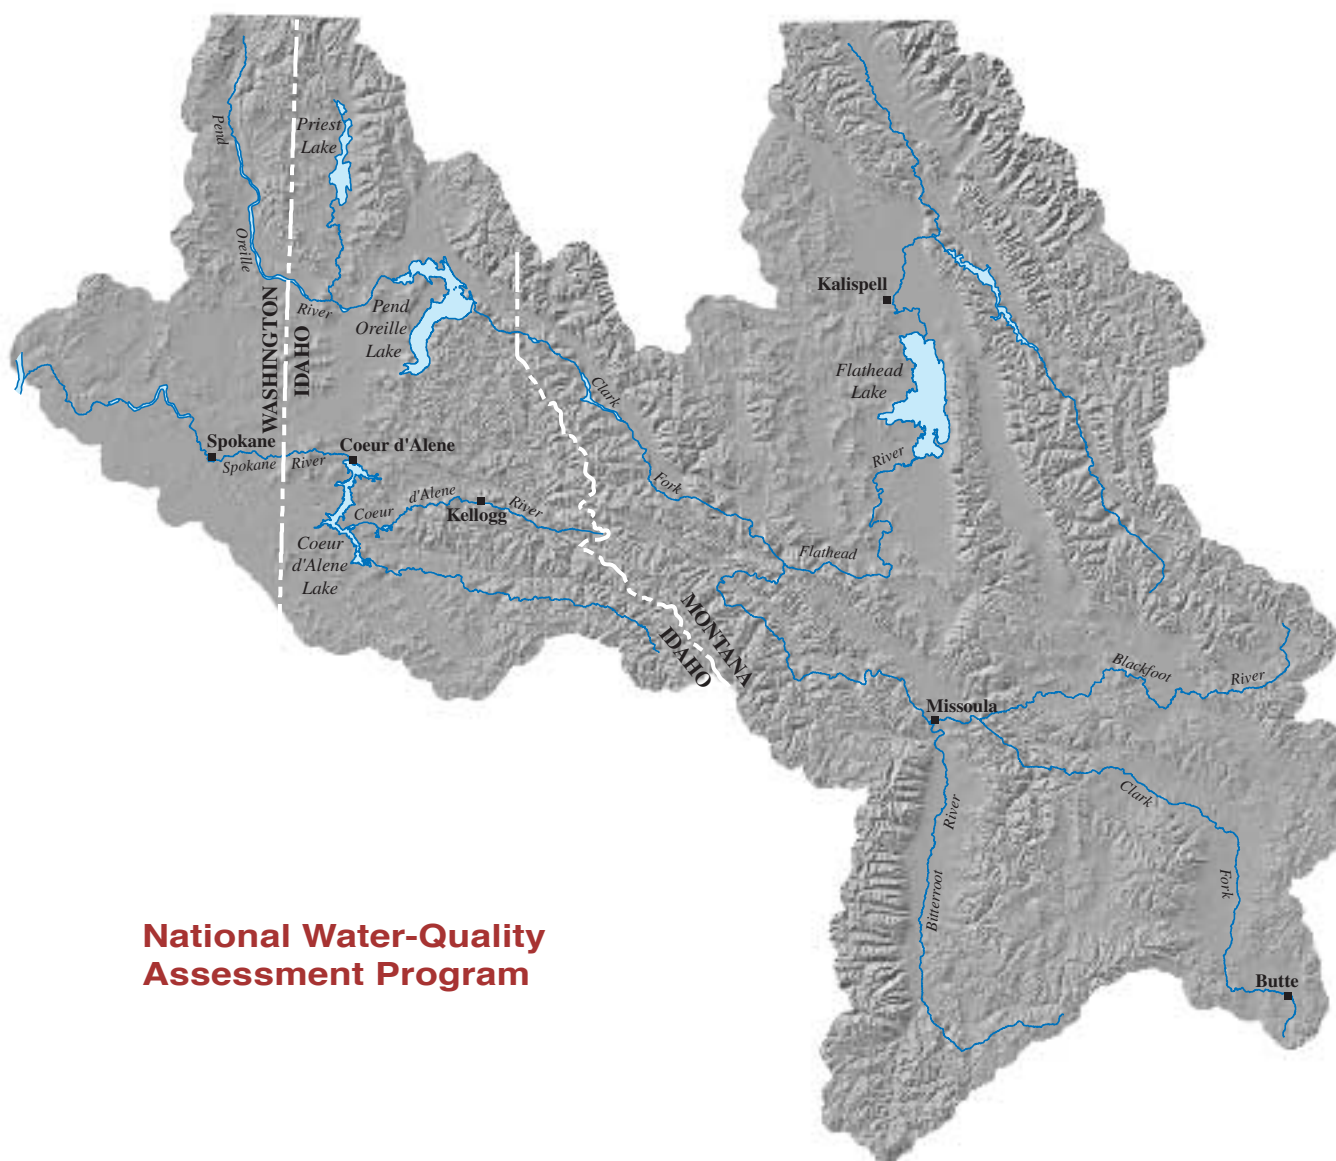 Pend
Oreille
River
Priest
Lake
WASHINGTON
IDAHO
Pend
Oreille
Lake
Clark
Fork
Kalispell
Flathead
Lake
River
Flathead
Spokane
Spokane River
Coeur d'Alene
Coeur
d'Alene
River
Kellogg
Coeur
d'Alene
Lake
MONTANA
IDAHO
Blackfoot
River
Missoula
Clark
Fork
River
Bitterroot
Butte
National Water-Quality
Assessment Program